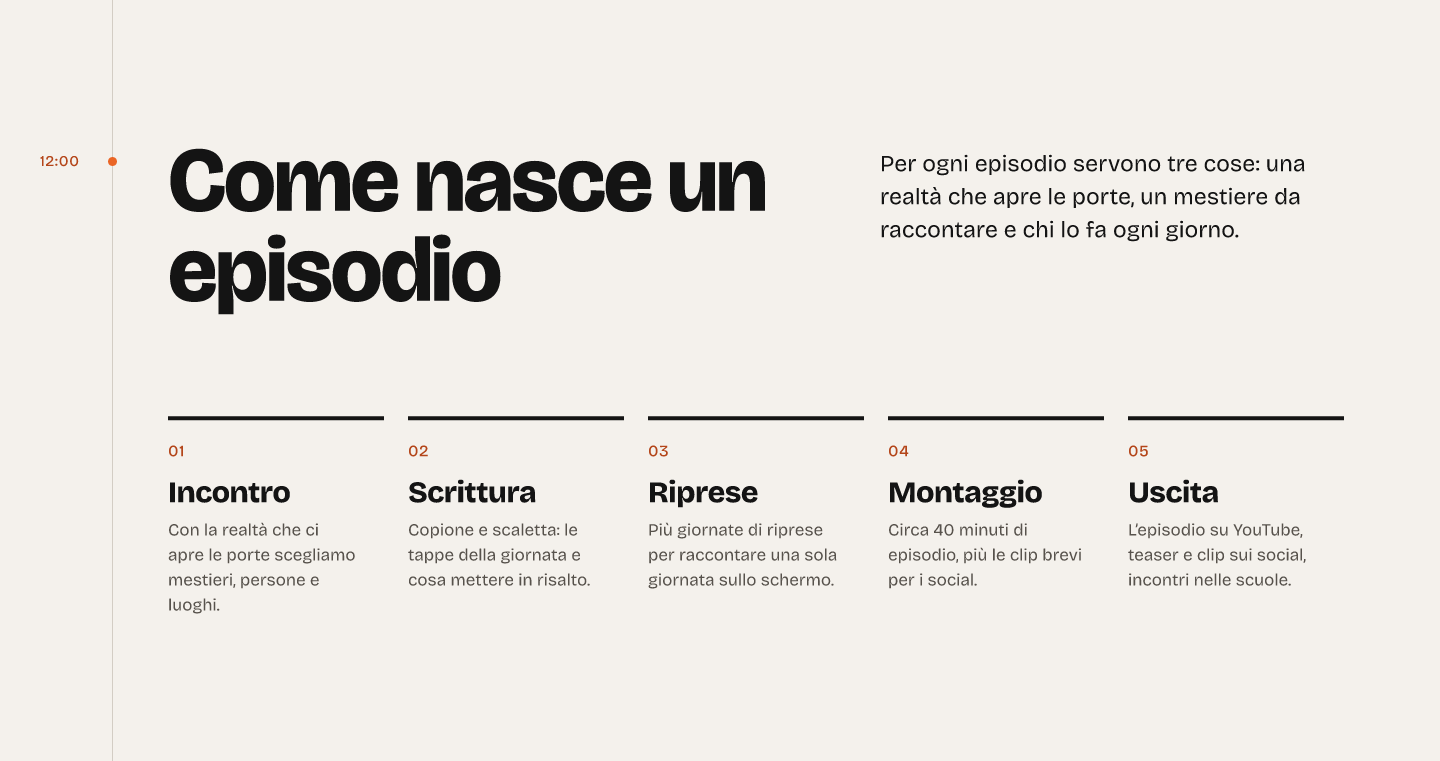 12:00
Come nasce un
episodio
Per ogni episodio servono tre cose: una
realtà che apre le porte, un mestiere da
raccontare e chi lo fa ogni giorno.
01
Incontro
Con la realtà che ci
apre le porte scegliamo
mestieri, persone e
luoghi.
02
Scrittura
Copione e scaletta: le
tappe della giornata e
cosa mettere in risalto.
03
Riprese
Più giornate di riprese
per raccontare una sola
giornata sullo schermo.
04
Montaggio
Circa 40 minuti di
episodio, più le clip brevi
per i social.
05
Uscita
L’episodio su YouTube,
teaser e clip sui social,
incontri nelle scuole.